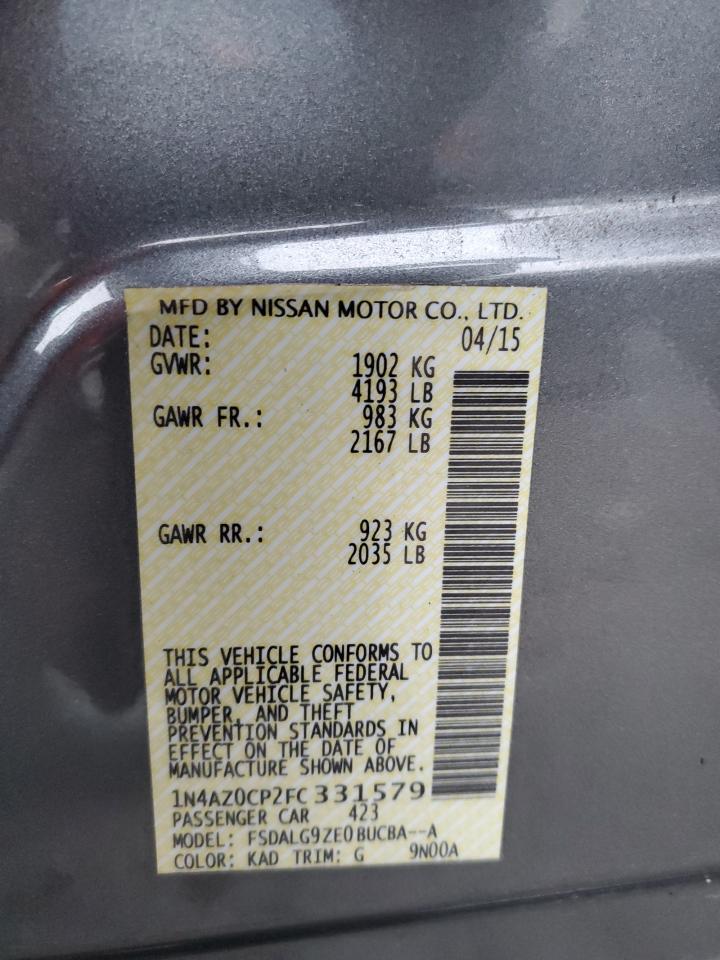 MFD BY NISSAN MOTOR CO., LTD.
DATE: 04/15
GVWR: 1902 KG
4193 LB
GAWR FR.: 983 KG
2167 LB
GAWR RR.: 923 KG
2035 LB
THIS VEHICLE CONFORMS TO
ALL APPLICABLE FEDERAL
MOTOR VEHICLE SAFETY,
BUMPER, AND THEFT
PREVENTION STANDARDS IN
EFFECT ON THE DATE OF
MANUFACTURE SHOWN ABOVE.
1N4AZ0CP2FC331579
PASSENGER CAR 423
MODEL: FSDALG9ZE0BUCBA--A
COLOR: KAD TRIM: G 9N00A